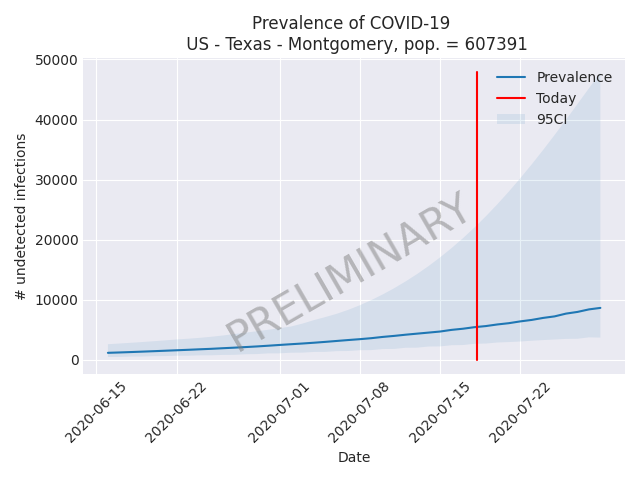 Prevalence of COVID-19
US - Texas - Montgomery, pop. = 607391
50000
40000
30000
20000
10000
0
# undetected infections
Prevalence
Today
95CI
PRELIMINARY
2020-06-15
2020-06-22
2020-07-01
2020-07-08
2020-07-15
2020-07-22
Date